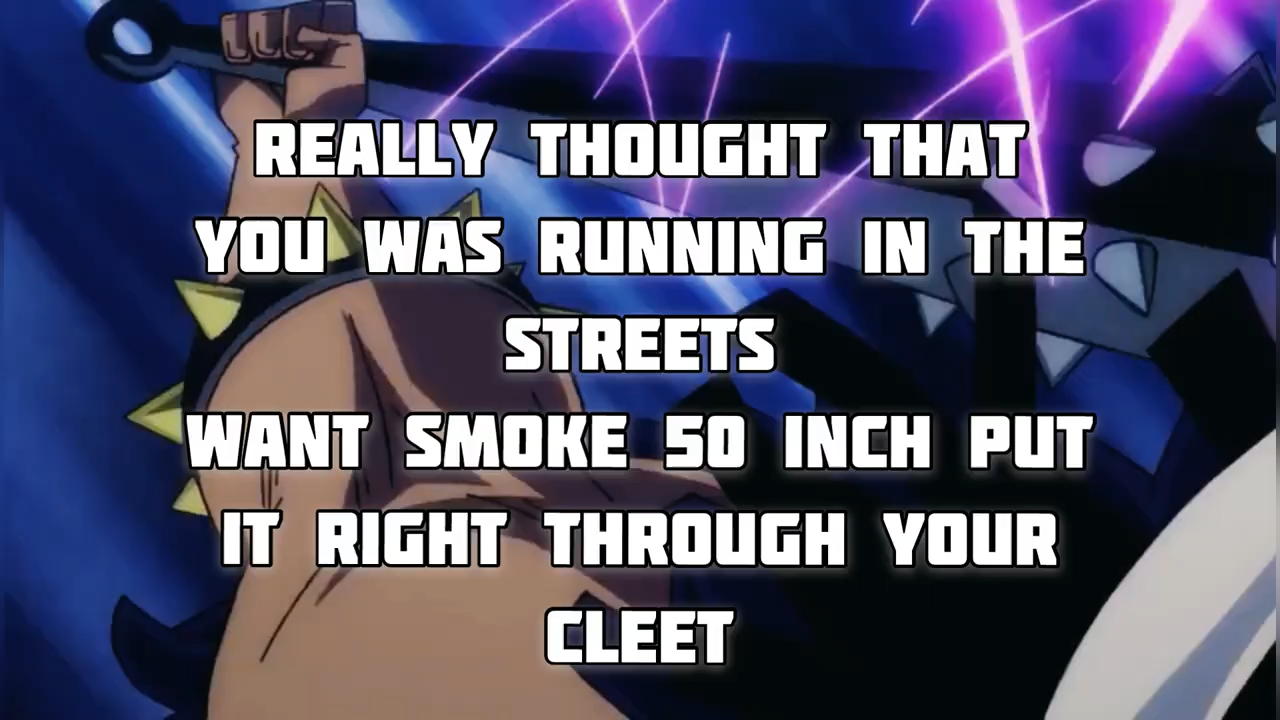 REALLY THOUGHT THAT
YOU WAS RUNNING IN THE
STREETS
WANT SMOKE 50 INCH PUT
IT RIGHT THROUGH YOUR
CLEET